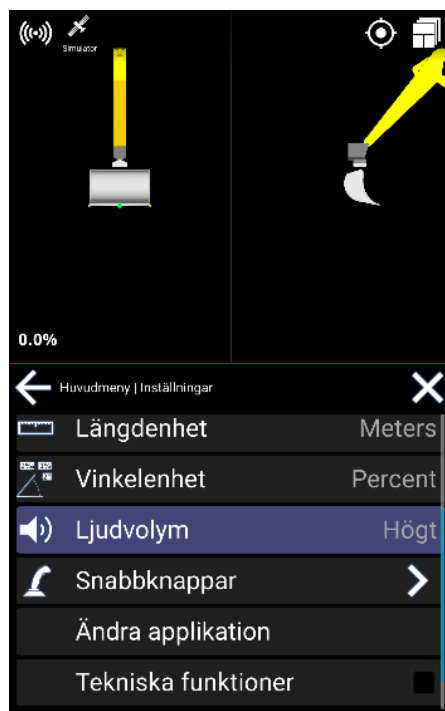 Simulator
0.0%
Huvudmeny | Inställningar
Längdenhet Meters
Vinkelenhet Percent
Ljudvolym Högt
Snabbknappar
Ändra applikation
Tekniska funktioner